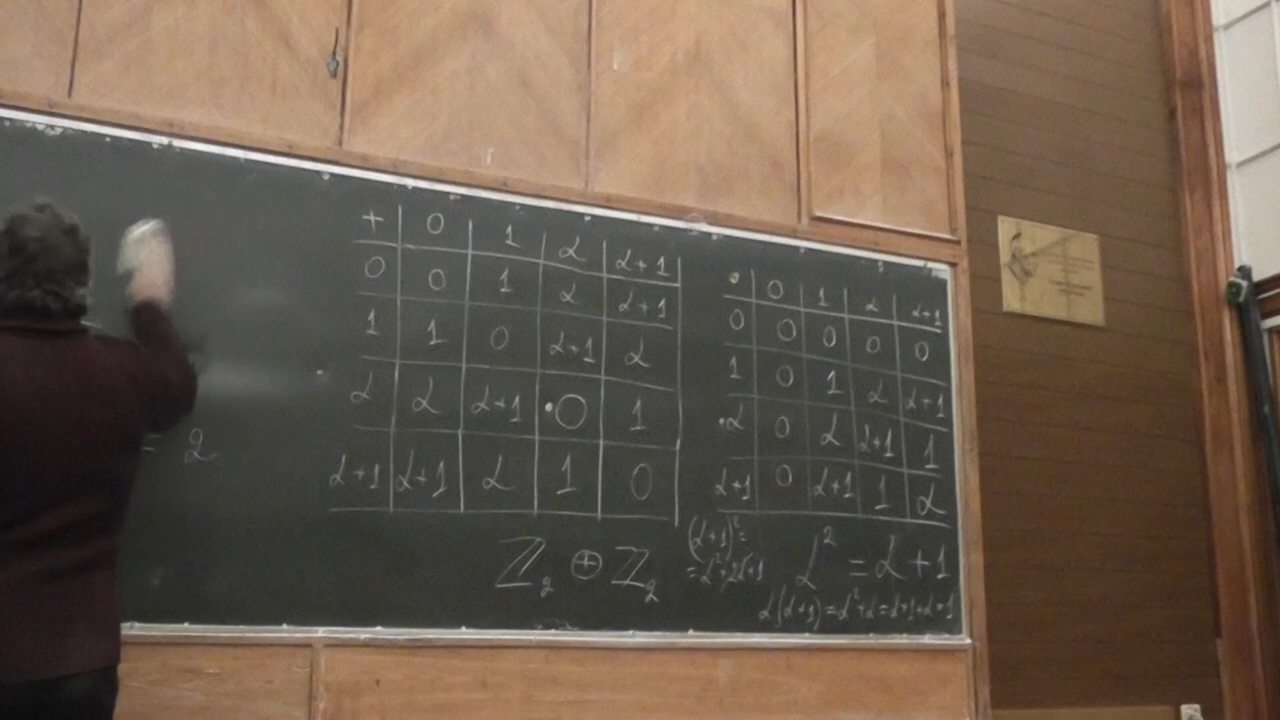 = 2
+ 0 1 α α+1
0 0 1 α α+1
1 1 0 α+1 α
α α α+1 0 1
α+1 α+1 α 1 0
ℤ₂ ⊕ ℤ₂
· 0 1 α α+1
0 0 0 0 0
1 0 1 α α+1
α 0 α α+1 1
α+1 0 α+1 1 α
(α+1)² =
= α²+2α+1
α² = α+1
α(α+1) = α²+α = α+1+α = 1